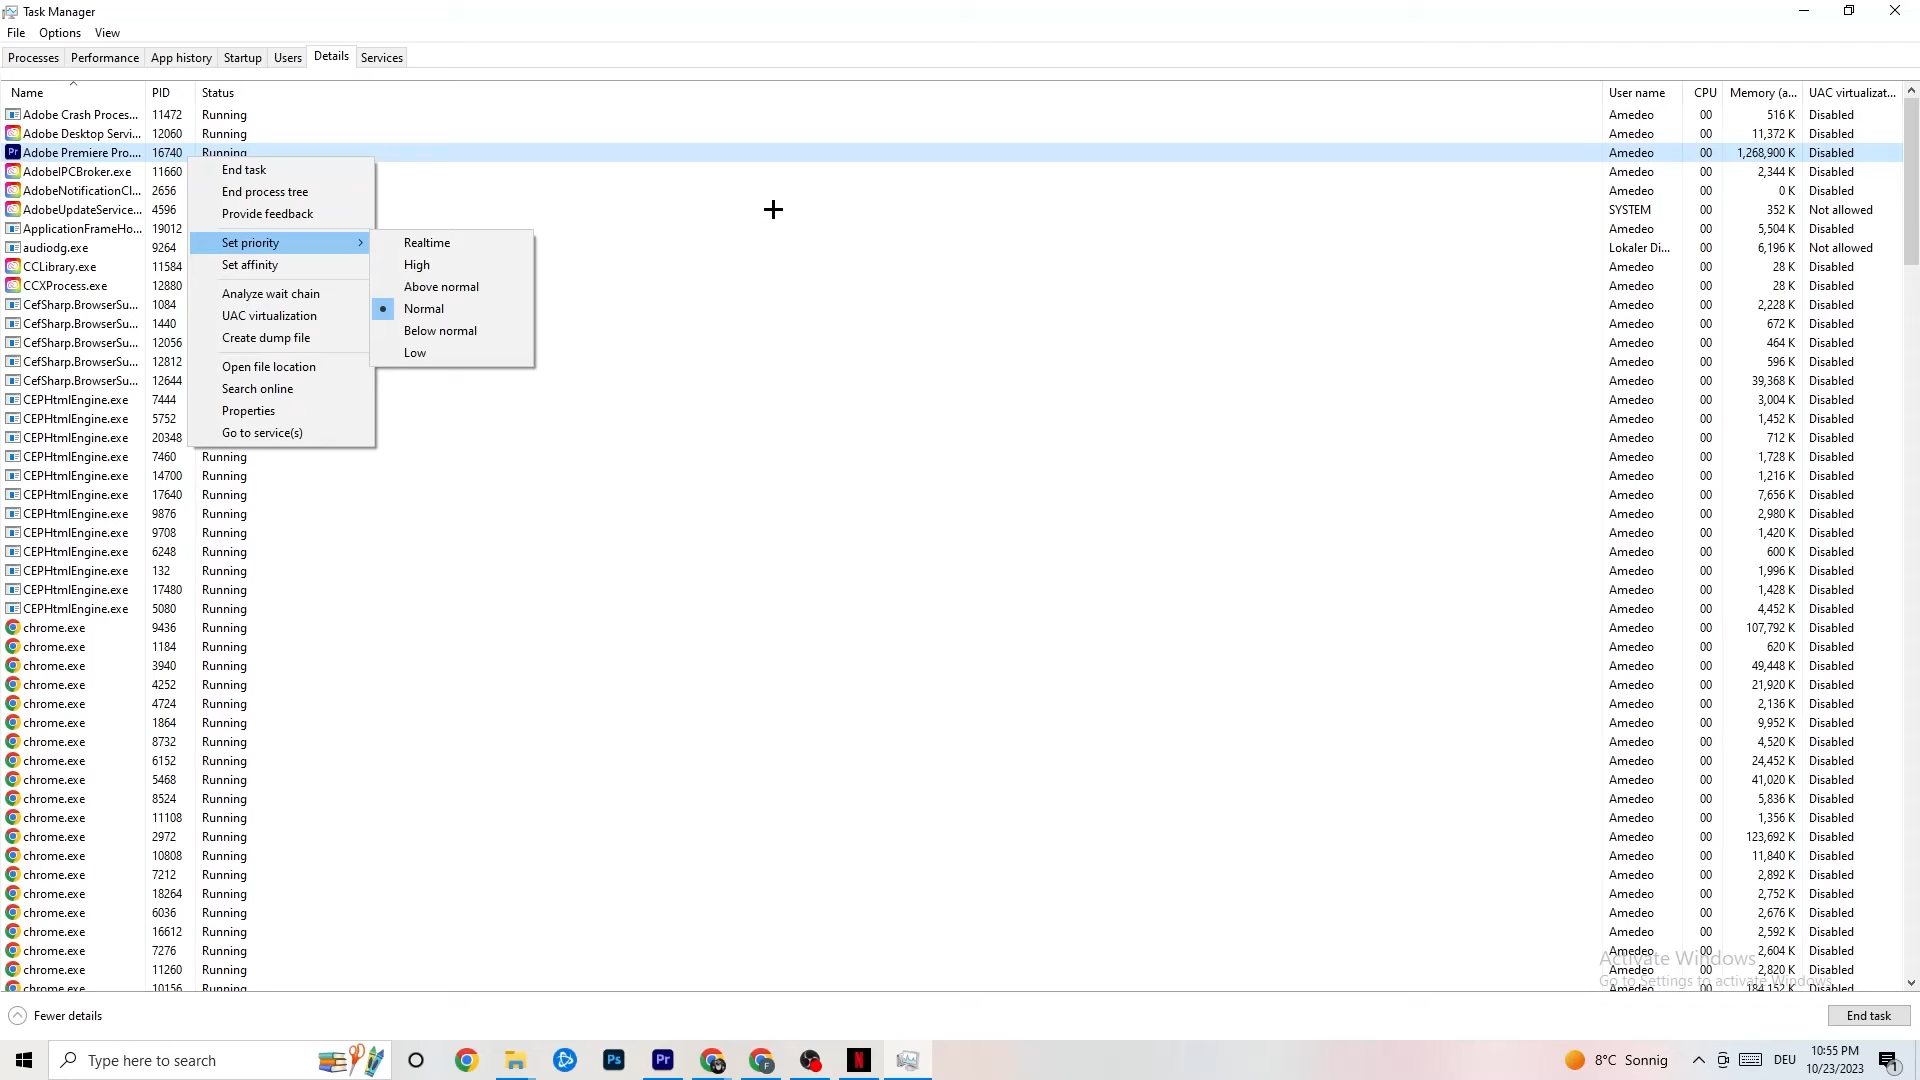 Task Manager
File Options View
Processes Performance App history Startup Users Details Services
Name PID Status User name CPU Memory (a... UAC virtualizat...
Adobe Crash Proces... 11472 Running Amedeo 00 516 K Disabled
Adobe Desktop Servi... 12060 Running Amedeo 00 11,372 K Disabled
Adobe Premiere Pro.... 16740 Running Amedeo 00 1,268,900 K Disabled
AdobeIPCBroker.exe 11660 Amedeo 00 2,344 K Disabled
AdobeNotificationCl... 2656 Amedeo 00 0 K Disabled
AdobeUpdateService... 4596 SYSTEM 00 352 K Not allowed
ApplicationFrameHo... 19012 Amedeo 00 5,504 K Disabled
audiodg.exe 9264 Lokaler Di... 00 6,196 K Not allowed
CCLibrary.exe 11584 Amedeo 00 28 K Disabled
CCXProcess.exe 12880 Amedeo 00 28 K Disabled
CefSharp.BrowserSu... 1084 Amedeo 00 2,228 K Disabled
CefSharp.BrowserSu... 1440 Amedeo 00 672 K Disabled
CefSharp.BrowserSu... 12056 Amedeo 00 464 K Disabled
CefSharp.BrowserSu... 12812 Amedeo 00 596 K Disabled
CefSharp.BrowserSu... 12644 Amedeo 00 39,368 K Disabled
CEPHtmlEngine.exe 7444 Amedeo 00 3,004 K Disabled
CEPHtmlEngine.exe 5752 Amedeo 00 1,452 K Disabled
CEPHtmlEngine.exe 20348 Amedeo 00 712 K Disabled
CEPHtmlEngine.exe 7460 Running Amedeo 00 1,728 K Disabled
CEPHtmlEngine.exe 14700 Running Amedeo 00 1,216 K Disabled
CEPHtmlEngine.exe 17640 Running Amedeo 00 7,656 K Disabled
CEPHtmlEngine.exe 9876 Running Amedeo 00 2,980 K Disabled
CEPHtmlEngine.exe 9708 Running Amedeo 00 1,420 K Disabled
CEPHtmlEngine.exe 6248 Running Amedeo 00 600 K Disabled
CEPHtmlEngine.exe 132 Running Amedeo 00 1,996 K Disabled
CEPHtmlEngine.exe 17480 Running Amedeo 00 1,428 K Disabled
CEPHtmlEngine.exe 5080 Running Amedeo 00 4,452 K Disabled
chrome.exe 9436 Running Amedeo 00 107,792 K Disabled
chrome.exe 1184 Running Amedeo 00 620 K Disabled
chrome.exe 3940 Running Amedeo 00 49,448 K Disabled
chrome.exe 4252 Running Amedeo 00 21,920 K Disabled
chrome.exe 4724 Running Amedeo 00 2,136 K Disabled
chrome.exe 1864 Running Amedeo 00 9,952 K Disabled
chrome.exe 8732 Running Amedeo 00 4,520 K Disabled
chrome.exe 6152 Running Amedeo 00 24,452 K Disabled
chrome.exe 5468 Running Amedeo 00 41,020 K Disabled
chrome.exe 8524 Running Amedeo 00 5,836 K Disabled
chrome.exe 11108 Running Amedeo 00 1,356 K Disabled
chrome.exe 2972 Running Amedeo 00 123,692 K Disabled
chrome.exe 10808 Running Amedeo 00 11,840 K Disabled
chrome.exe 7212 Running Amedeo 00 2,892 K Disabled
chrome.exe 18264 Running Amedeo 00 2,752 K Disabled
chrome.exe 6036 Running Amedeo 00 2,676 K Disabled
chrome.exe 16612 Running Amedeo 00 2,592 K Disabled
chrome.exe 7276 Running Amedeo 00 2,604 K Disabled
chrome.exe 11260 Running Amedeo 00 2,820 K Disabled
chrome.exe 10156 Running Amedeo 00 184,152 K Disabled
End task
End process tree
Provide feedback
Set priority
Set affinity
Analyze wait chain
UAC virtualization
Create dump file
Open file location
Search online
Properties
Go to service(s)
Realtime
High
Above normal
Normal
Below normal
Low
Activate Windows
Go to Settings to activate Windows.
Fewer details End task
Type here to search Ps Pr F N 8°C Sonnig DEU 10:55 PM
10/23/2023 1